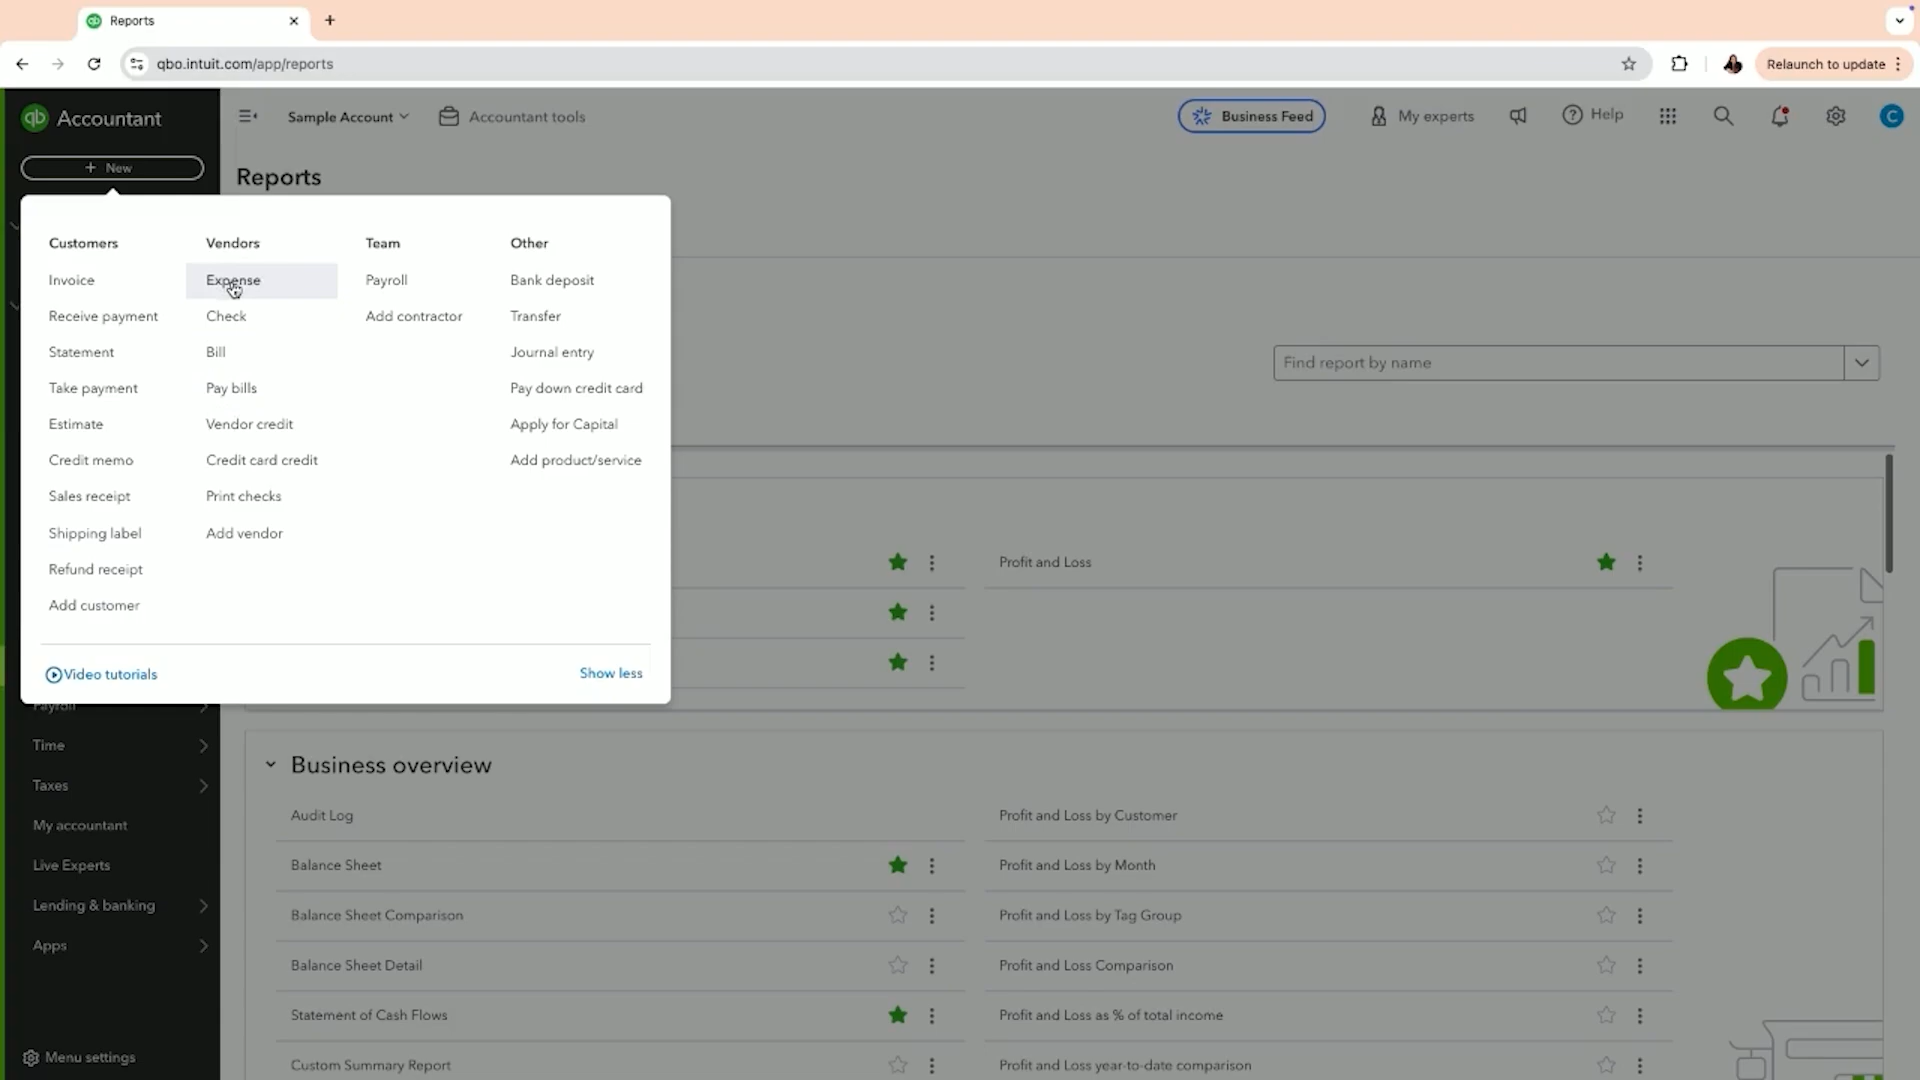 Reports
qbo.intuit.com/app/reports
Relaunch to update
qb Accountant
Sample Account
Accountant tools
Business Feed
My experts
Help
C
+ New
Reports
Customers
Invoice
Receive payment
Statement
Take payment
Estimate
Credit memo
Sales receipt
Shipping label
Refund receipt
Add customer
Vendors
Expense
Check
Bill
Pay bills
Vendor credit
Credit card credit
Print checks
Add vendor
Team
Payroll
Add contractor
Other
Bank deposit
Transfer
Journal entry
Pay down credit card
Apply for Capital
Add product/service
Video tutorials
Show less
Find report by name
Profit and Loss
Payroll
Time
Taxes
My accountant
Live Experts
Lending & banking
Apps
Menu settings
Business overview
Audit Log
Balance Sheet
Balance Sheet Comparison
Balance Sheet Detail
Statement of Cash Flows
Custom Summary Report
Profit and Loss by Customer
Profit and Loss by Month
Profit and Loss by Tag Group
Profit and Loss Comparison
Profit and Loss as % of total income
Profit and Loss year-to-date comparison